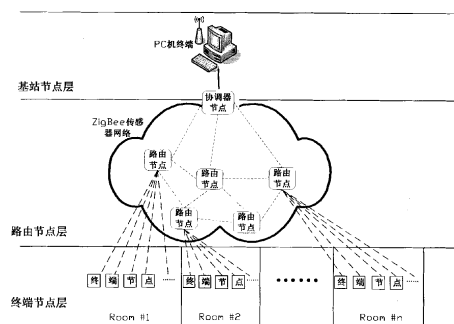 PC机终端
基站节点层
协调器
节点
ZigBee传感
器网络
路由
节点
路由
节点
路由
节点
路由
节点
路由
节点
路由节点层
终 端 节 点 ……
终 端 节 点 ……
……
终 端 节 点 ……
终端节点层
Room #1
Room #2
Room #n